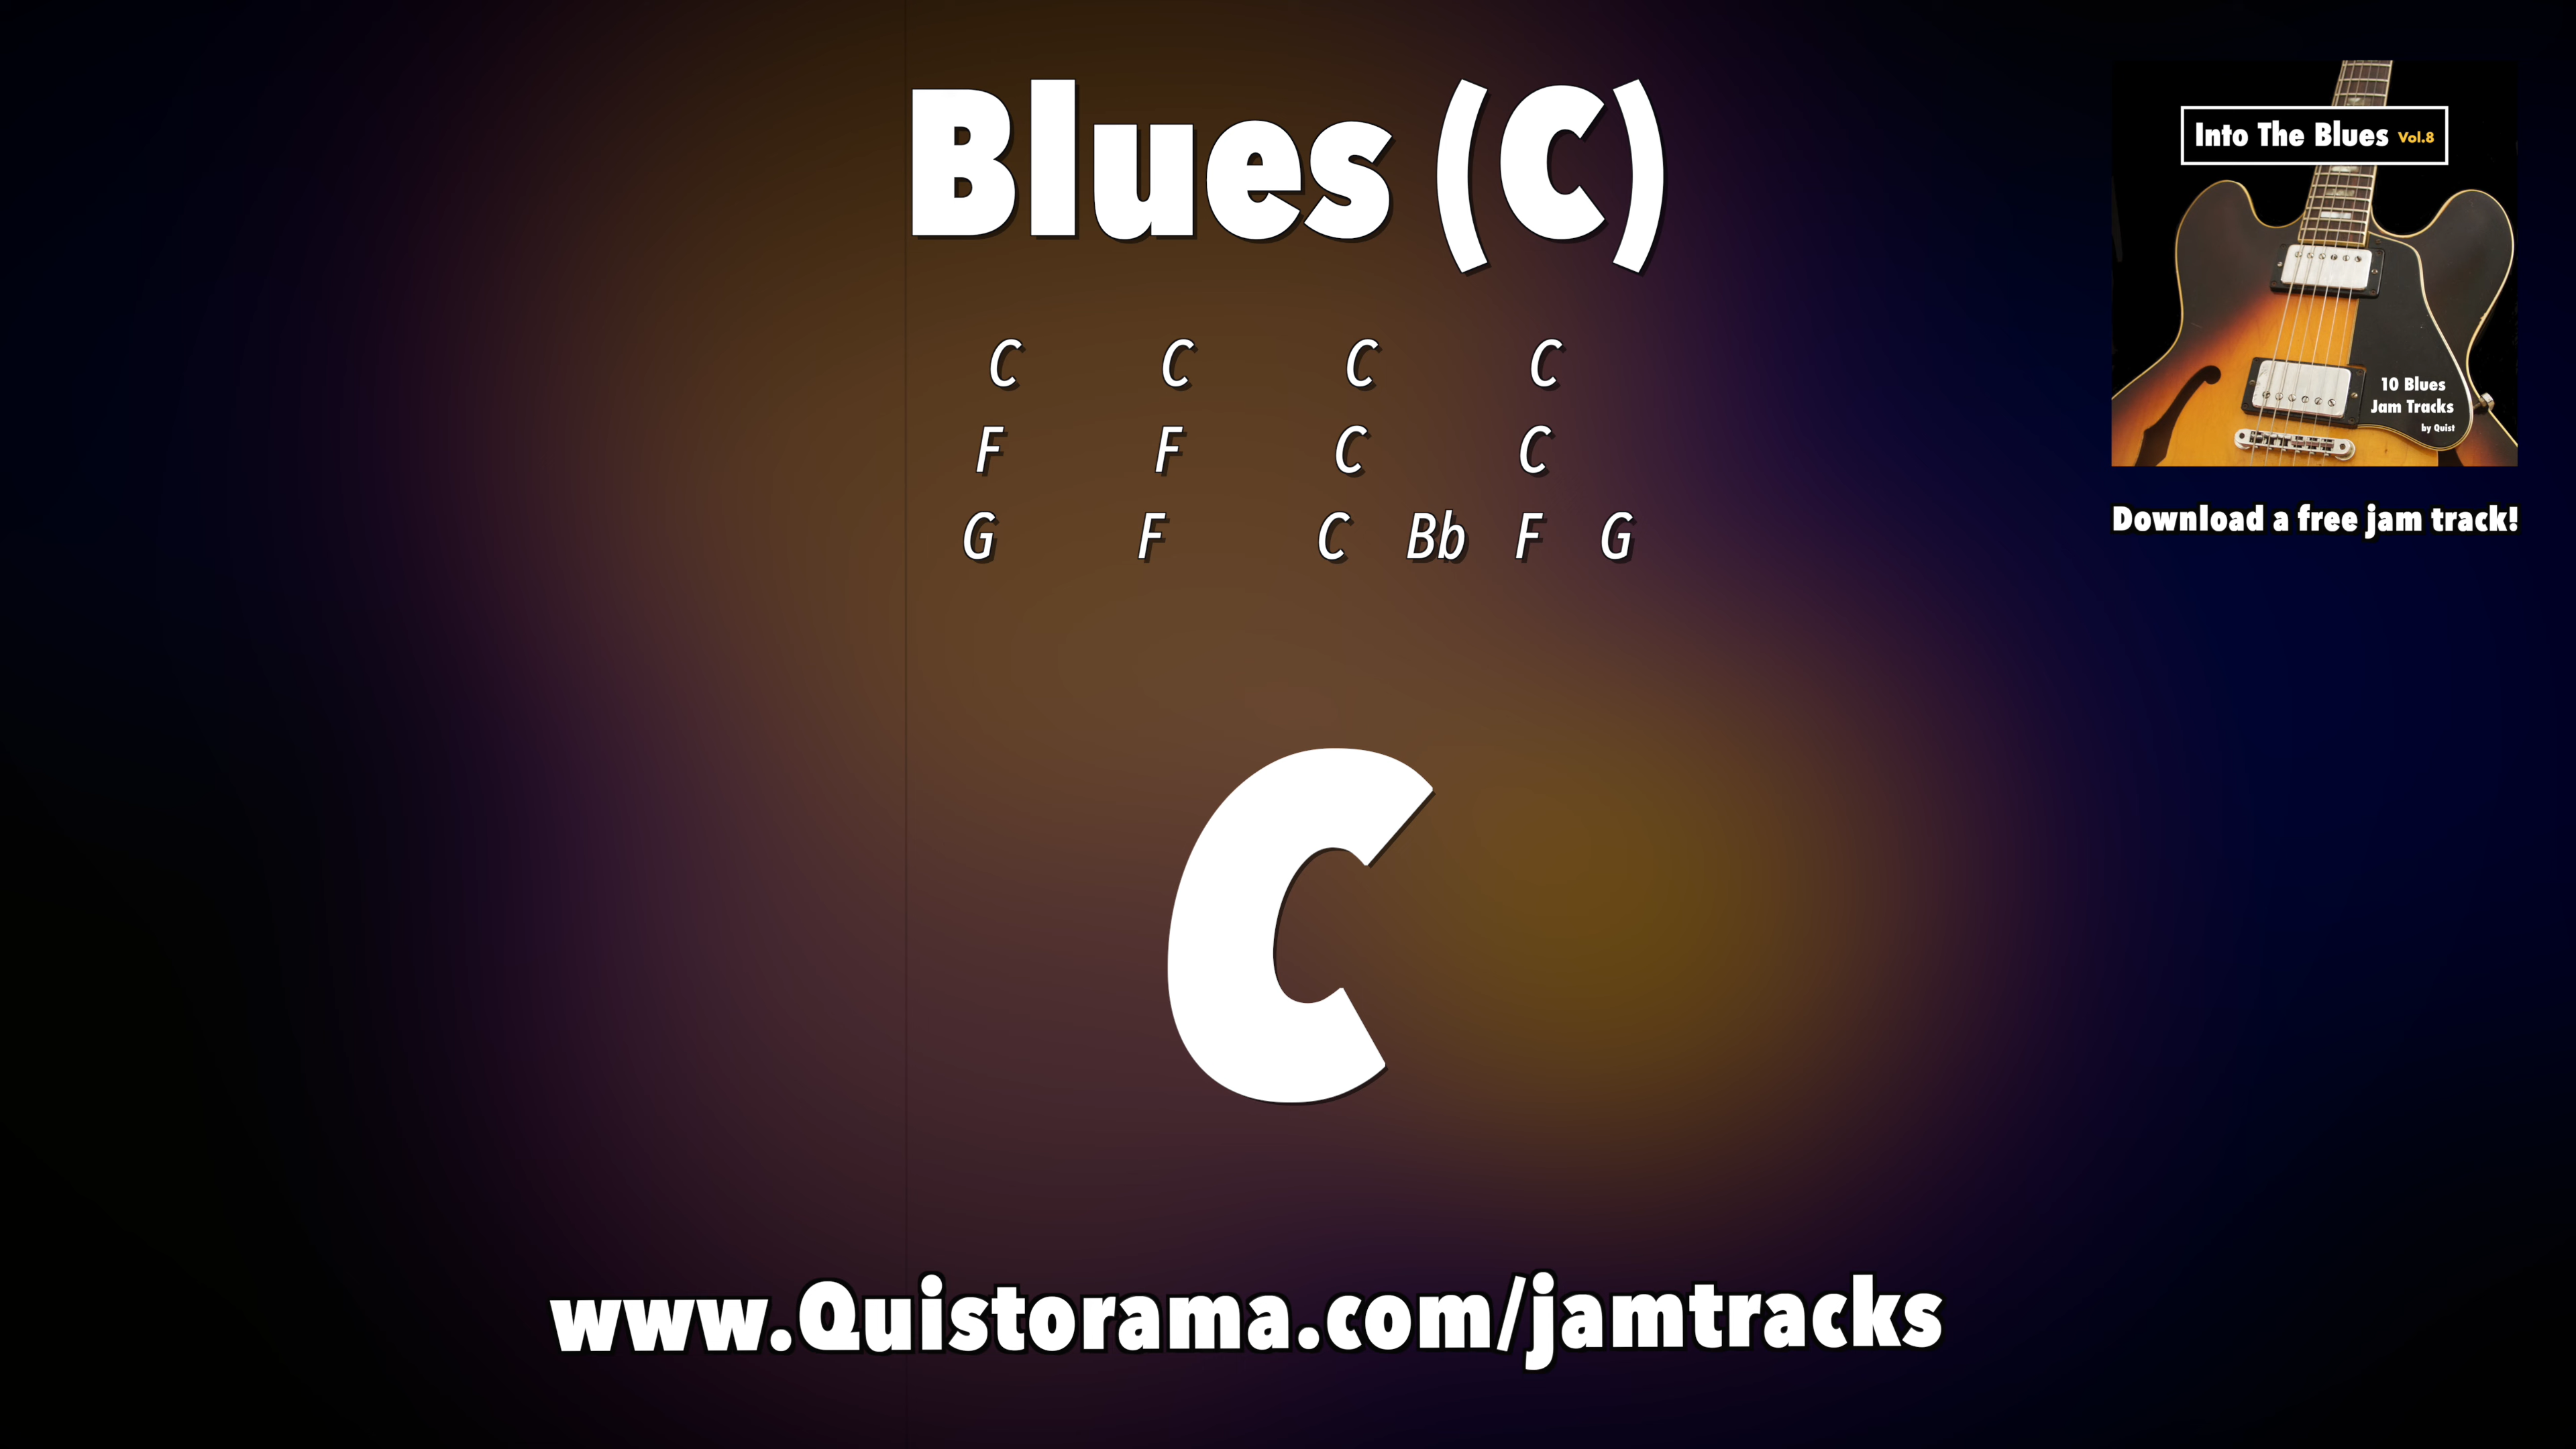 Blues (C)
C C C C
F F C C
G F C Bb F G
C
www.Quistorama.com/jamtracks
Into The Blues Vol.8
10 Blues
Jam Tracks
by Quist
Download a free jam track!